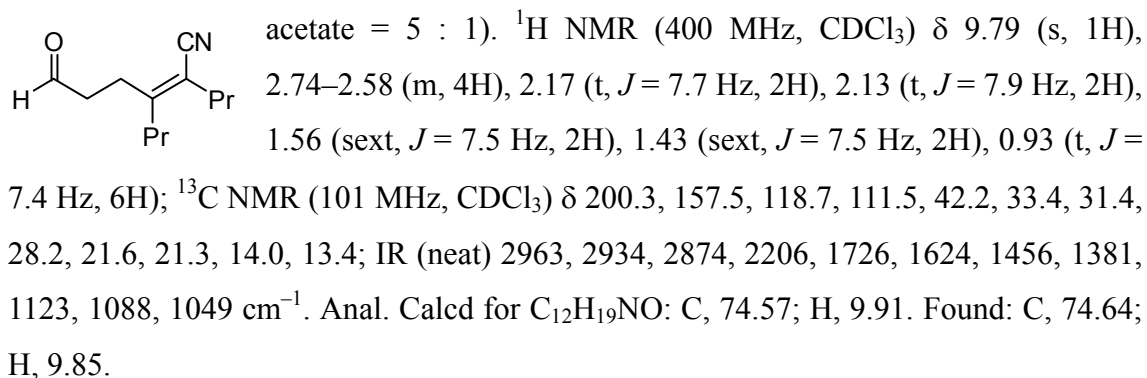 O
H
CN
Pr
Pr
acetate = 5 : 1). ¹H NMR (400 MHz, CDCl₃) δ 9.79 (s, 1H),
2.74–2.58 (m, 4H), 2.17 (t, J = 7.7 Hz, 2H), 2.13 (t, J = 7.9 Hz, 2H),
1.56 (sext, J = 7.5 Hz, 2H), 1.43 (sext, J = 7.5 Hz, 2H), 0.93 (t, J =
7.4 Hz, 6H); ¹³C NMR (101 MHz, CDCl₃) δ 200.3, 157.5, 118.7, 111.5, 42.2, 33.4, 31.4,
28.2, 21.6, 21.3, 14.0, 13.4; IR (neat) 2963, 2934, 2874, 2206, 1726, 1624, 1456, 1381,
1123, 1088, 1049 cm⁻¹. Anal. Calcd for C₁₂H₁₉NO: C, 74.57; H, 9.91. Found: C, 74.64;
H, 9.85.